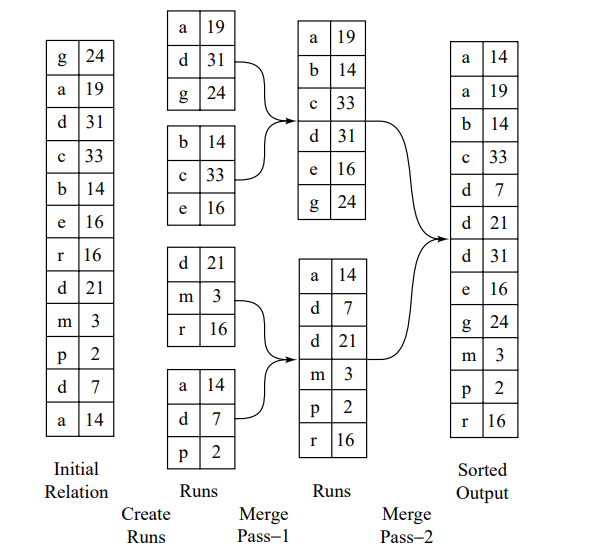 g 24
a 19
d 31
c 33
b 14
e 16
r 16
d 21
m 3
p 2
d 7
a 14
Initial
Relation
a 19
d 31
g 24
b 14
c 33
e 16
d 21
m 3
r 16
a 14
d 7
p 2
Runs
Create
Runs
a 19
b 14
c 33
d 31
e 16
g 24
a 14
d 7
d 21
m 3
p 2
r 16
Runs
Merge
Pass–1
a 14
a 19
b 14
c 33
d 7
d 21
d 31
e 16
g 24
m 3
p 2
r 16
Sorted
Output
Merge
Pass–2